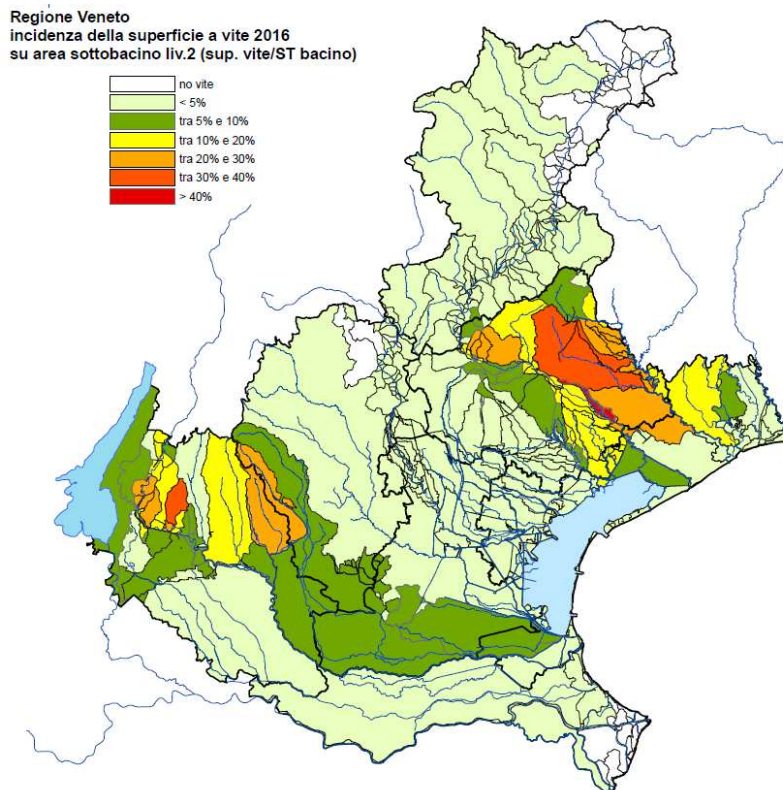 Regione Veneto
incidenza della superficie a vite 2016
su area sottobacino liv.2 (sup. vite/ST bacino)
no vite
< 5%
tra 5% e 10%
tra 10% e 20%
tra 20% e 30%
tra 30% e 40%
> 40%